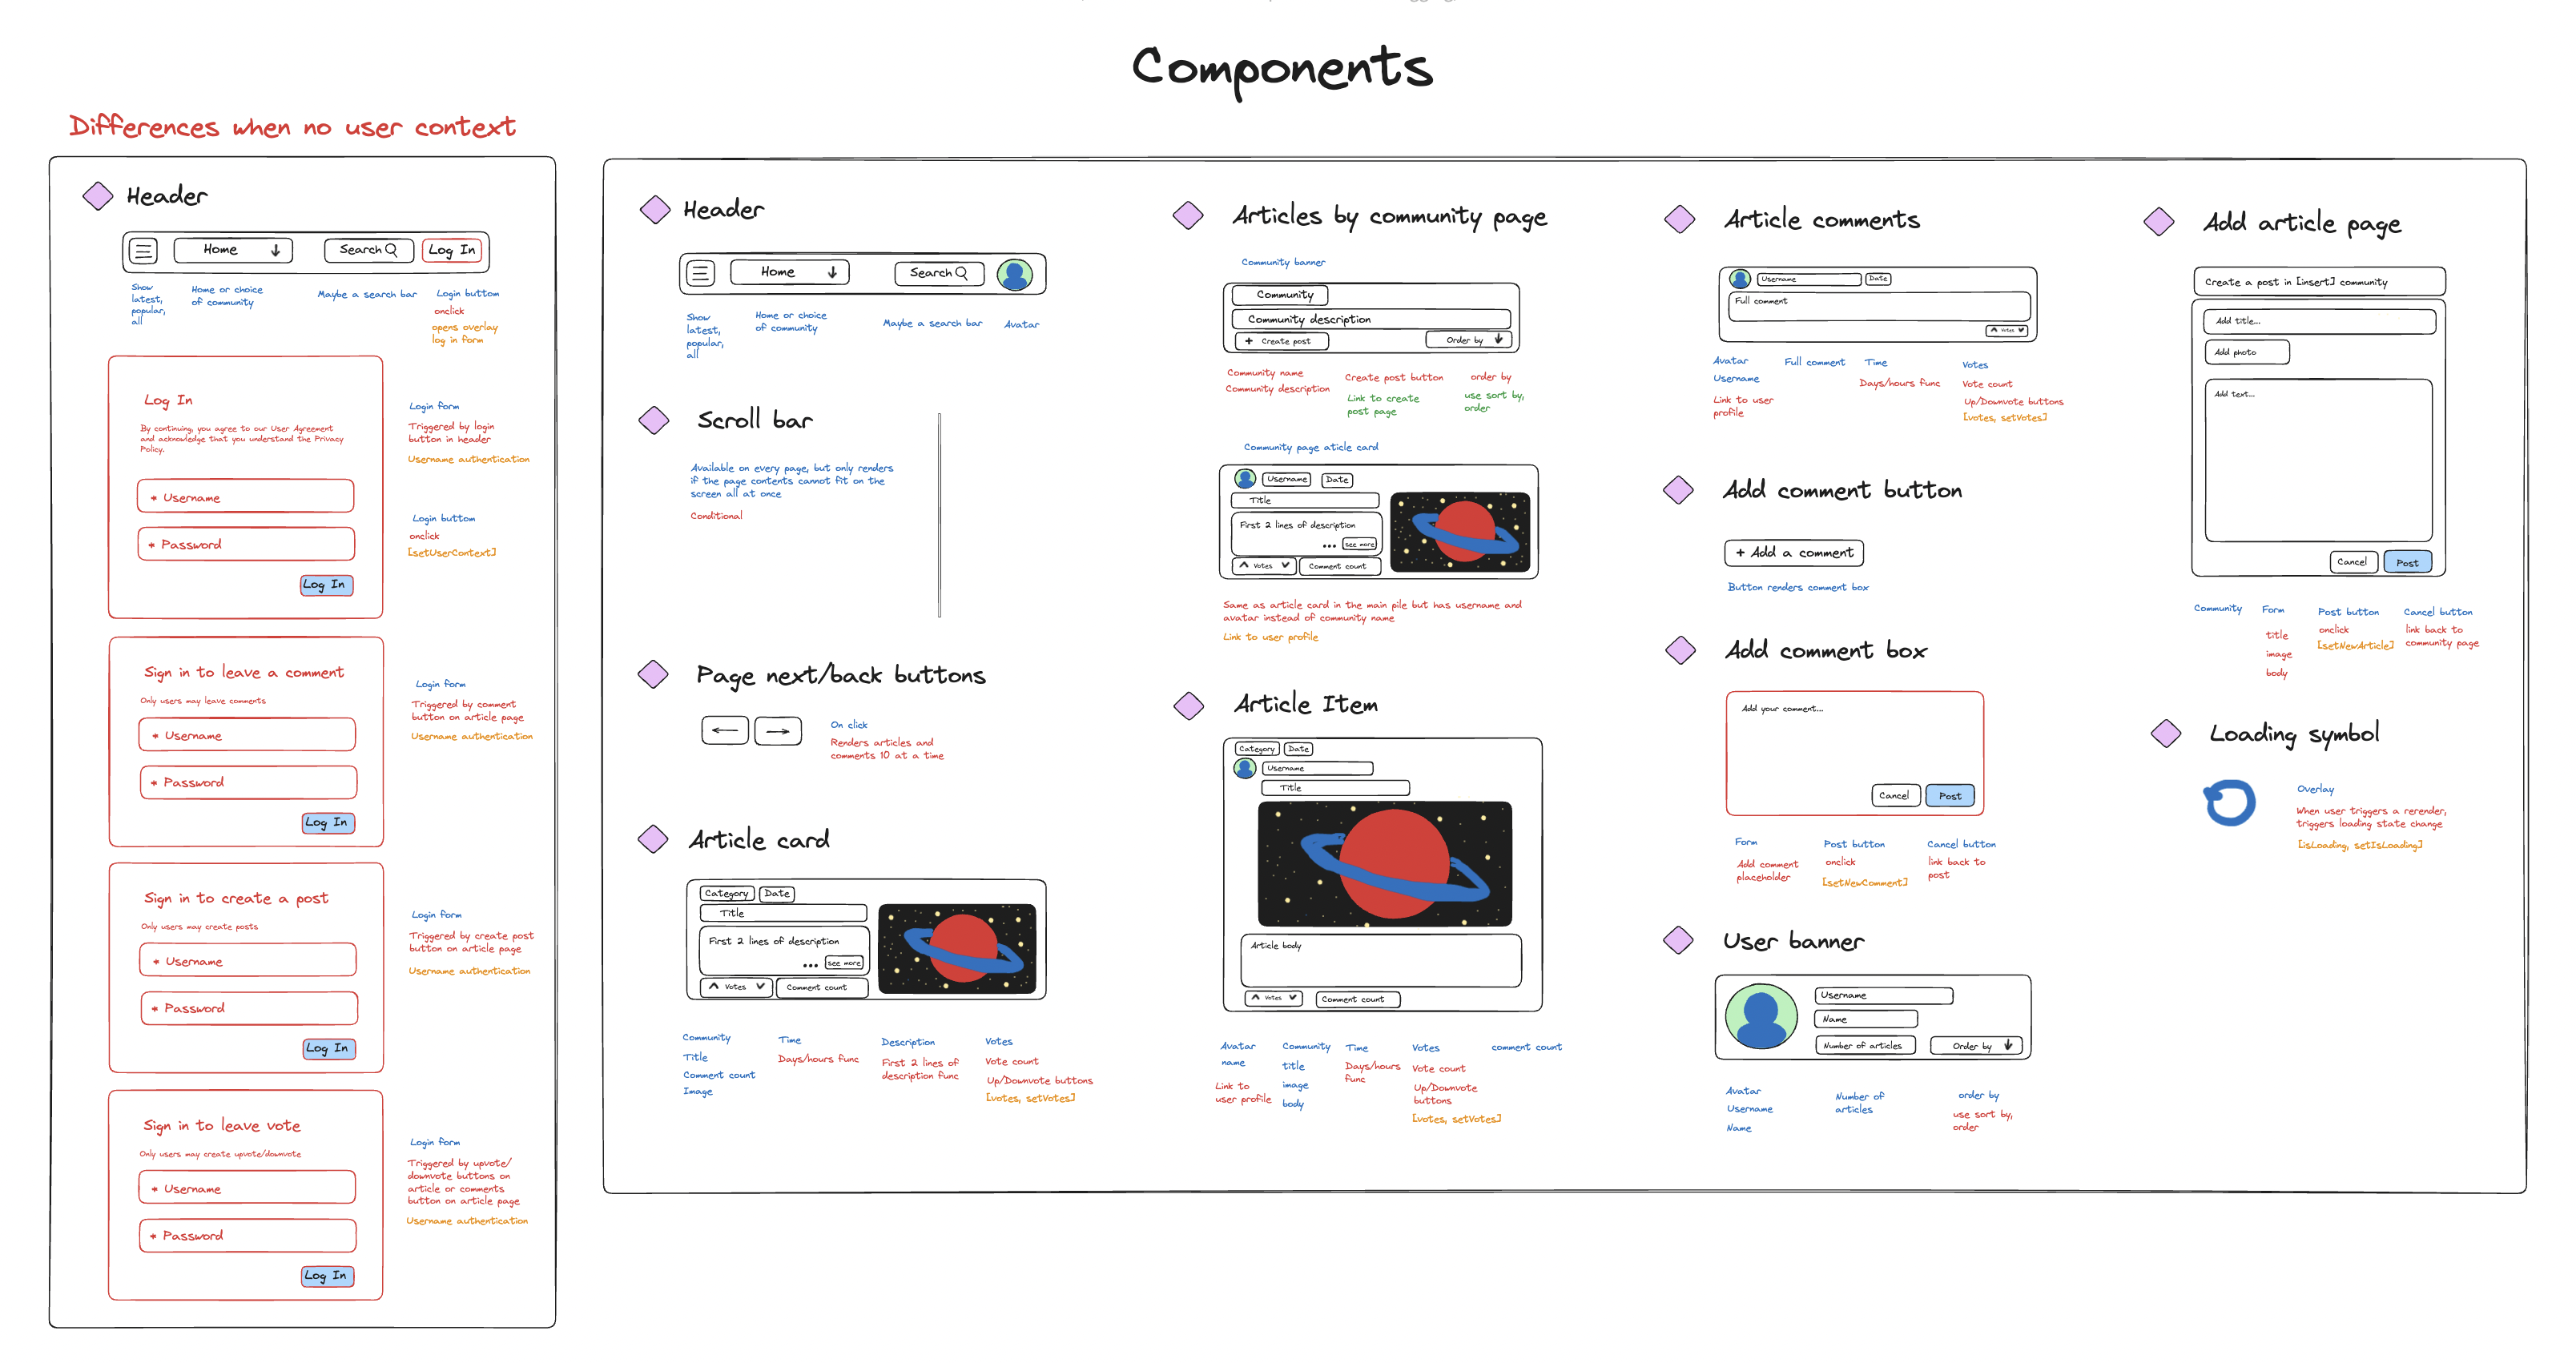 Components
Differences when no user context
Header
Home
Search
Log In
Show
latest,
popular,
all
Home or choice
of community
Maybe a search bar
Login buttom
onclick
opens overlay
log in form
Log In
By continuing, you agree to our User Agreement
and acknowledge that you understand the Privacy
Policy.
* Username
* Password
Log In
Login form
Triggered by login
button in header
Username authentication
Login buttom
onclick
[setUserContext]
Sign in to leave a comment
Only users may leave comments
* Username
* Password
Log In
Login form
Triggered by comment
button on article page
Username authentication
Sign in to create a post
Only users may create posts
* Username
* Password
Log In
Login form
Triggered by create post
button on article page
Username authentication
Sign in to leave vote
Only users may create upvote/downvote
* Username
* Password
Log In
Login form
Triggered by upvote/
downvote buttons on
article or comments
button on article page
Username authentication
Header
Home
Search
Show
latest,
popular,
all
Home or choice
of community
Maybe a search bar
Avatar
Scroll bar
Available on every page, but only renders
if the page contents cannot fit on the
screen all at once
Conditional
Page next/back buttons
On click
Renders articles and
comments 10 at a time
Article card
Category
Date
Title
First 2 lines of description
... see more
Votes
Comment count
Community
Title
Comment count
Image
Time
Days/hours func
Description
First 2 lines of
description func
Votes
Vote count
Up/Downvote buttons
[votes, setVotes]
Articles by community page
Community banner
Community
Community description
+ Create post
Order by
Community name
Community description
Create post button
Link to create
post page
order by
use sort by,
order
Community page aticle card
Username
Date
Title
First 2 lines of description
... see more
Votes
Comment count
Same as article card in the main pile but has username and
avatar instead of community name
Link to user profile
Article Item
Category
Date
Username
Title
Article body
Votes
Comment count
Avatar
name
Link to
user profile
Community
title
image
body
Time
Days/hours
func
Votes
Vote count
Up/Downvote
buttons
[votes, setVotes]
comment count
Article comments
Username
Date
Full comment
Votes
Avatar
Username
Link to user
profile
Full comment
Time
Days/hours func
Votes
Vote count
Up/Downvote buttons
[votes, setVotes]
Add comment button
+ Add a comment
Button renders comment box
Add comment box
Add your comment...
Cancel
Post
Form
Add comment
placeholder
Post button
onclick
[setNewComment]
Cancel button
link back to
post
User banner
Username
Name
Number of articles
Order by
Avatar
Username
Name
Number of
articles
order by
use sort by,
order
Add article page
Create a post in [insert] community
Add title...
Add photo
Add text...
Cancel
Post
Community
Form
title
image
body
Post button
onclick
[setNewArticle]
Cancel button
link back to
community page
Loading symbol
Overlay
When user triggers a rerender,
triggers loading state change
[isLoading, setIsLoading]